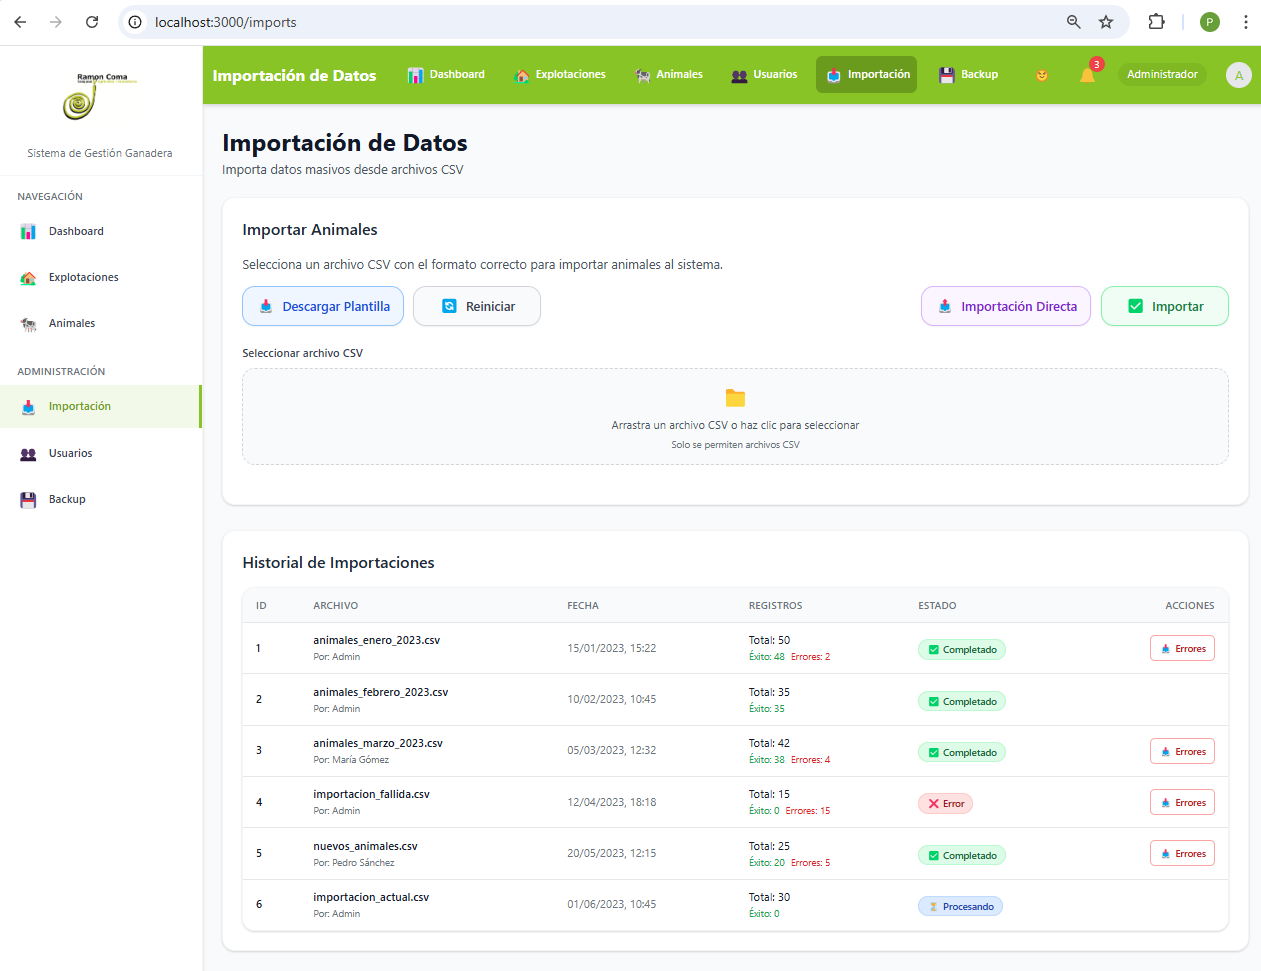 localhost:3000/imports
P
Ramon Coma
Sistema de Gestión Ganadera
NAVEGACIÓN
Dashboard
Explotaciones
Animales
ADMINISTRACIÓN
Importación
Usuarios
Backup
Importación de Datos
Dashboard
Explotaciones
Animales
Usuarios
Importación
Backup
3
Administrador
A
Importación de Datos
Importa datos masivos desde archivos CSV
Importar Animales
Selecciona un archivo CSV con el formato correcto para importar animales al sistema.
Descargar Plantilla
Reiniciar
Importación Directa
Importar
Seleccionar archivo CSV
Arrastra un archivo CSV o haz clic para seleccionar
Solo se permiten archivos CSV
Historial de Importaciones
ID ARCHIVO FECHA REGISTROS ESTADO ACCIONES
1 animales_enero_2023.csv 15/01/2023, 15:22 Total: 50 Completado Errores
Por: Admin Éxito: 48 Errores: 2
2 animales_febrero_2023.csv 10/02/2023, 10:45 Total: 35 Completado
Por: Admin Éxito: 35
3 animales_marzo_2023.csv 05/03/2023, 12:32 Total: 42 Completado Errores
Por: María Gómez Éxito: 38 Errores: 4
4 importacion_fallida.csv 12/04/2023, 18:18 Total: 15 Error Errores
Por: Admin Éxito: 0 Errores: 15
5 nuevos_animales.csv 20/05/2023, 12:15 Total: 25 Completado Errores
Por: Pedro Sánchez Éxito: 20 Errores: 5
6 importacion_actual.csv 01/06/2023, 10:45 Total: 30 Procesando
Por: Admin Éxito: 0